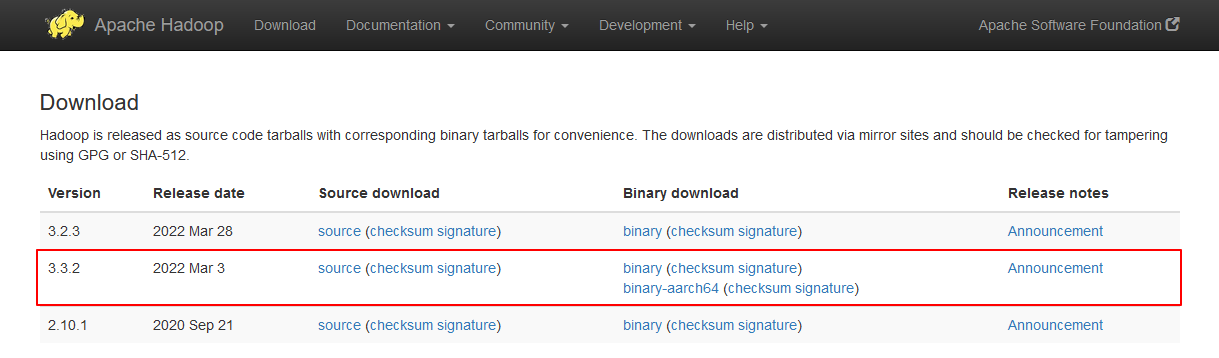 Apache Hadoop Download Documentation Community Development Help Apache Software Foundation
Download
Hadoop is released as source code tarballs with corresponding binary tarballs for convenience. The downloads are distributed via mirror sites and should be checked for tampering
using GPG or SHA-512.
Version Release date Source download Binary download Release notes
3.2.3 2022 Mar 28 source (checksum signature) binary (checksum signature) Announcement
3.3.2 2022 Mar 3 source (checksum signature) binary (checksum signature) Announcement
binary-aarch64 (checksum signature)
2.10.1 2020 Sep 21 source (checksum signature) binary (checksum signature) Announcement